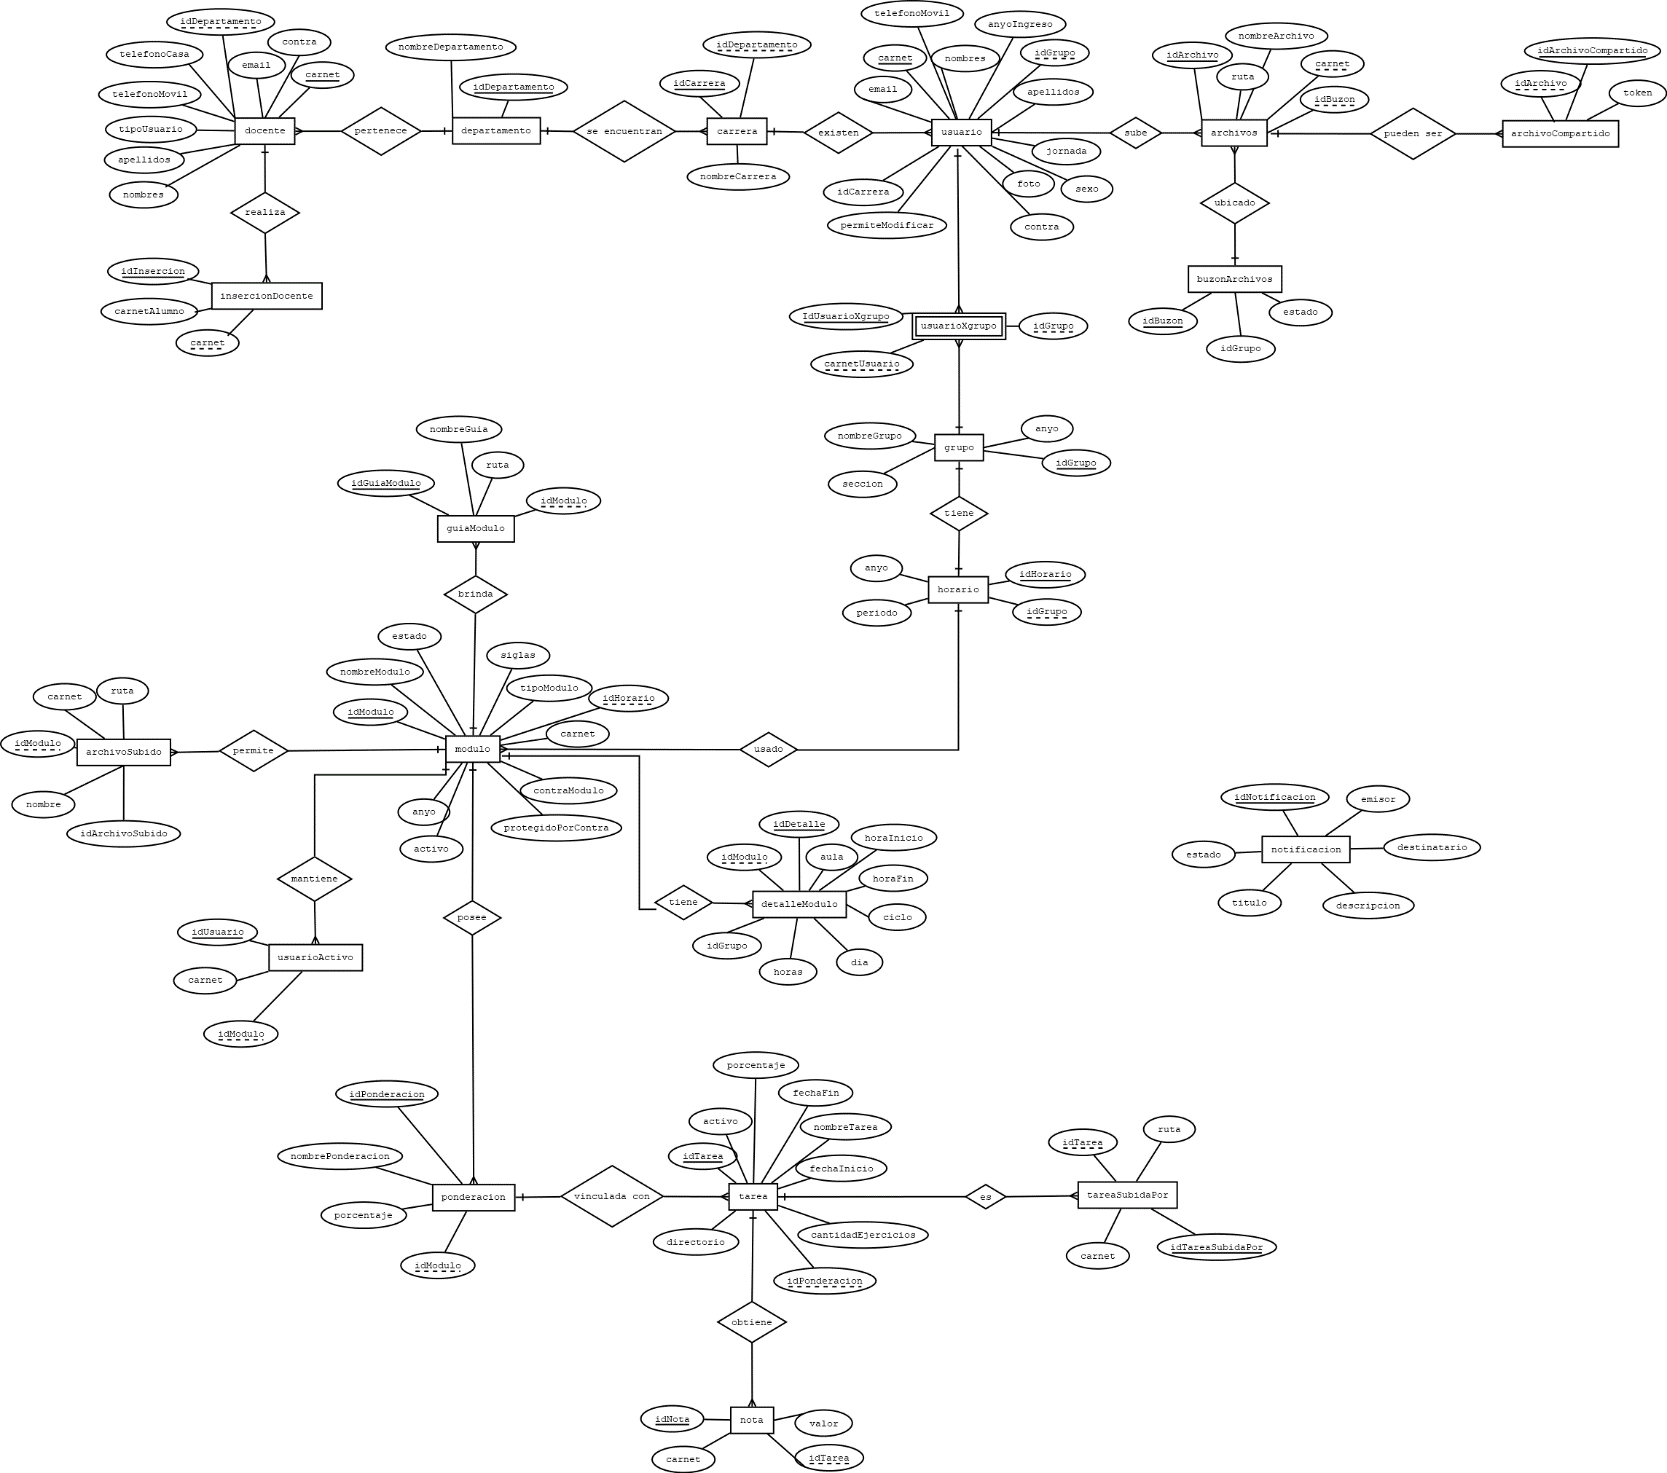 idDepartamento
telefonoCasa
contra
email
carnet
telefonoMovil
tipoUsuario
apellidos
nombres
docente
pertenece
nombreDepartamento
idDepartamento
departamento
se encuentran
idDepartamento
idCarrera
carrera
nombreCarrera
existen
telefonoMovil
anyoIngreso
carnet
nombres
idGrupo
email
apellidos
usuario
jornada
idCarrera
foto
sexo
permiteModificar
contra
sube
nombreArchivo
idArchivo
ruta
carnet
idBuzon
archivos
pueden ser
idArchivoCompartido
idArchivo
token
archivoCompartido
realiza
idInsercion
insercionDocente
carnetAlumno
carnet
ubicado
buzonArchivos
idBuzon
estado
idGrupo
IdUsuarioXgrupo
usuarioXgrupo
idGrupo
carnetUsuario
nombreGrupo
anyo
grupo
seccion
idGrupo
tiene
anyo
idHorario
horario
periodo
idGrupo
nombreGuia
ruta
idGuiaModulo
idModulo
guiaModulo
brinda
estado
siglas
nombreModulo
tipoModulo
idModulo
idHorario
carnet
modulo
usado
contraModulo
anyo
protegidoPorContra
activo
carnet
ruta
idModulo
archivoSubido
permite
nombre
idArchivoSubido
mantiene
idUsuario
usuarioActivo
carnet
idModulo
posee
tiene
idDetalle
horaInicio
idModulo
aula
horaFin
detalleModulo
ciclo
idGrupo
horas
dia
idNotificacion
emisor
notificacion
estado
destinatario
titulo
descripcion
idPonderacion
nombrePonderacion
ponderacion
porcentaje
idModulo
vinculada con
porcentaje
fechaFin
activo
nombreTarea
idTarea
fechaInicio
tarea
directorio
cantidadEjercicios
idPonderacion
es
idTarea
ruta
tareaSubidaPor
carnet
idTareaSubidaPor
obtiene
idNota
nota
valor
carnet
idTarea